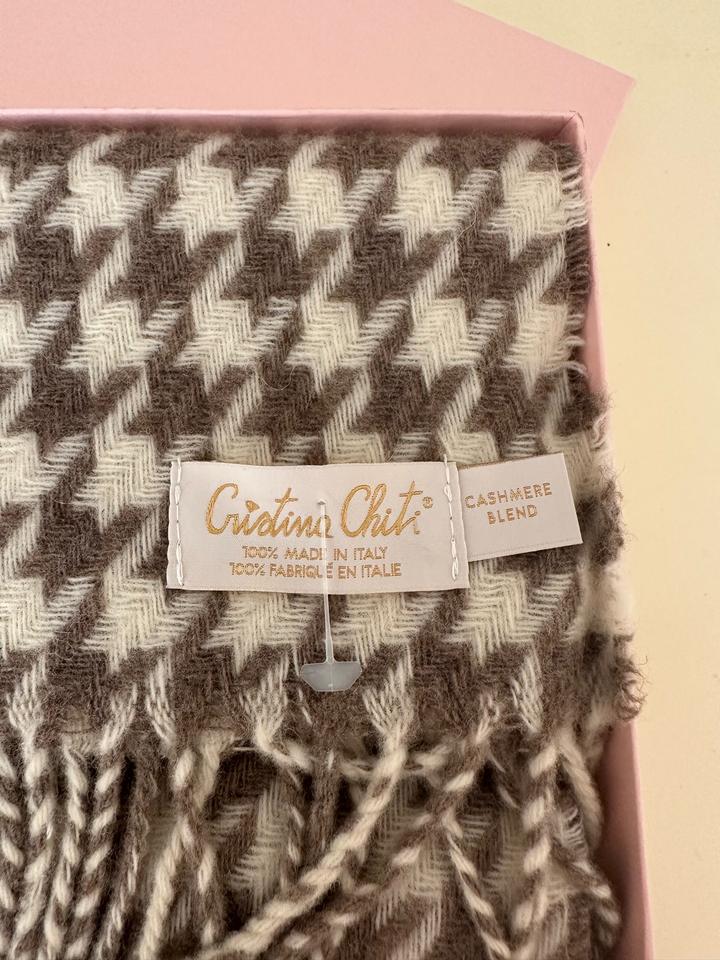 Cristina Chiti®
100% MADE IN ITALY
100% FABRIQUÉ EN ITALIE
CASHMERE
BLEND